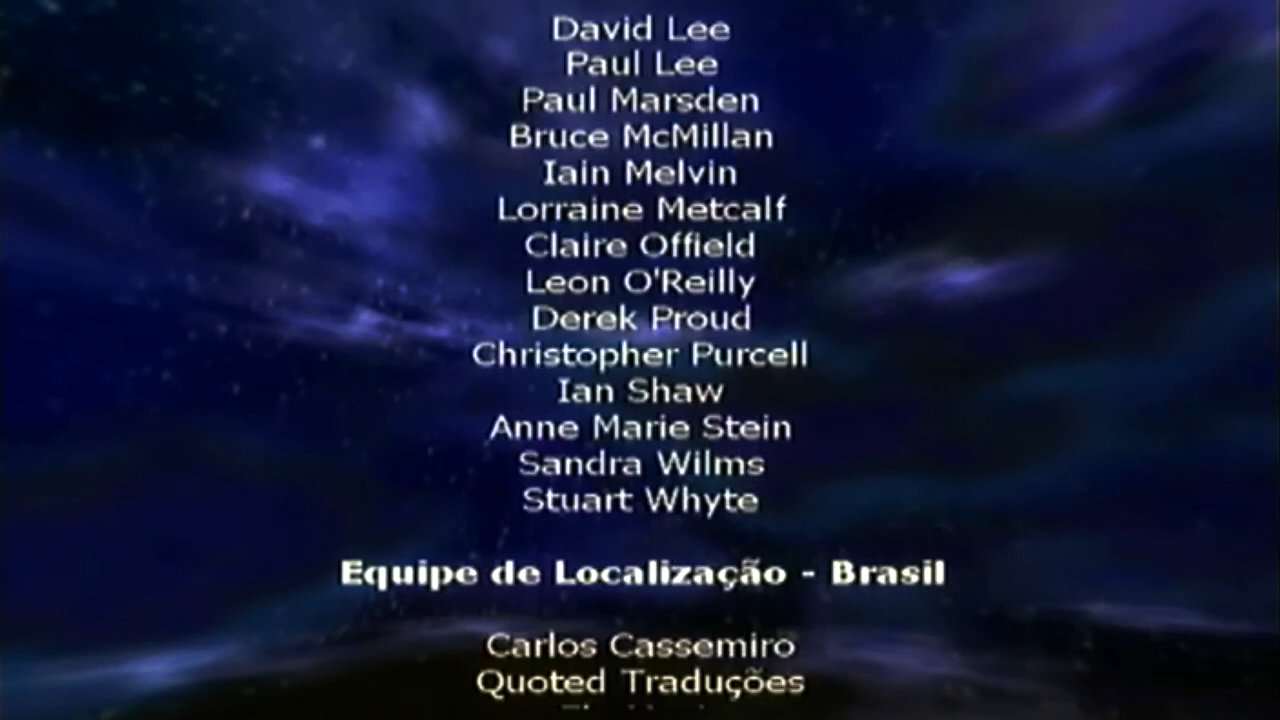 David Lee
Paul Lee
Paul Marsden
Bruce McMillan
Iain Melvin
Lorraine Metcalf
Claire Offield
Leon O'Reilly
Derek Proud
Christopher Purcell
Ian Shaw
Anne Marie Stein
Sandra Wilms
Stuart Whyte
Equipe de Localização - Brasil
Carlos Cassemiro
Quoted Traduções